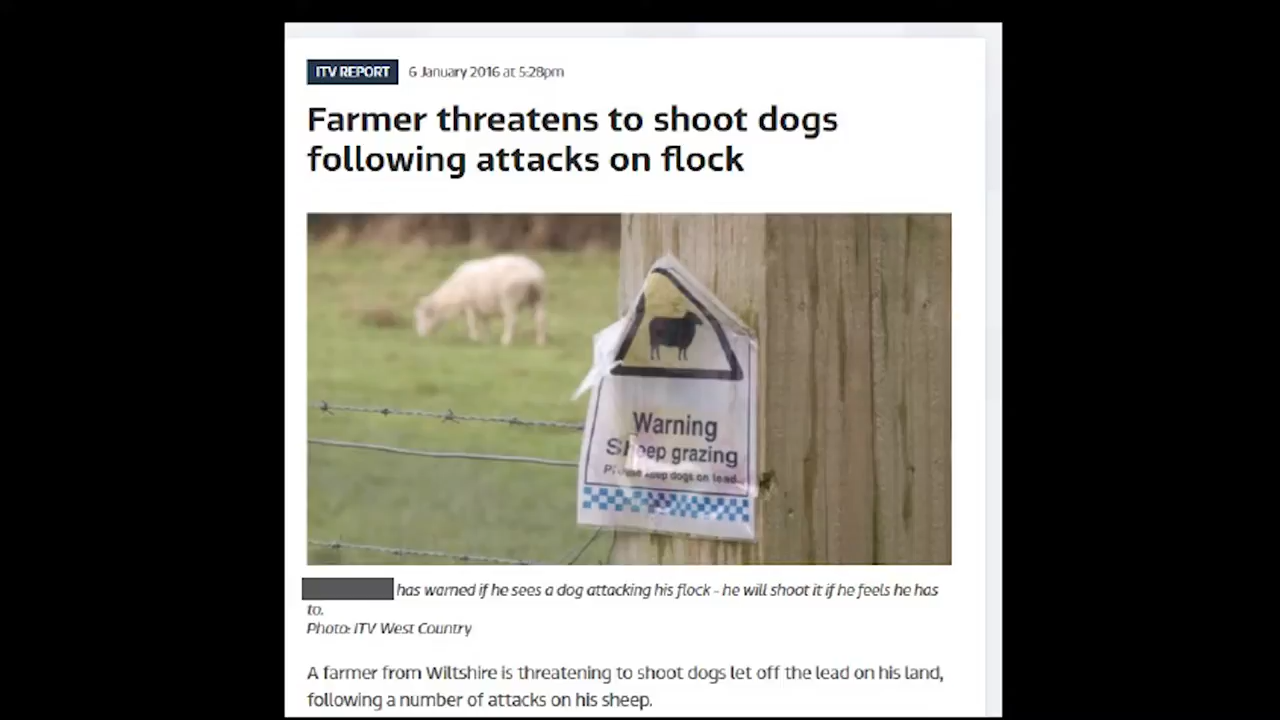 ITV REPORT 6 January 2016 at 5:28pm
Farmer threatens to shoot dogs
following attacks on flock
Warning
Sheep grazing
Please keep dogs on lead
has warned if he sees a dog attacking his flock - he will shoot it if he feels he has
to.
Photo: ITV West Country
A farmer from Wiltshire is threatening to shoot dogs let off the lead on his land,
following a number of attacks on his sheep.